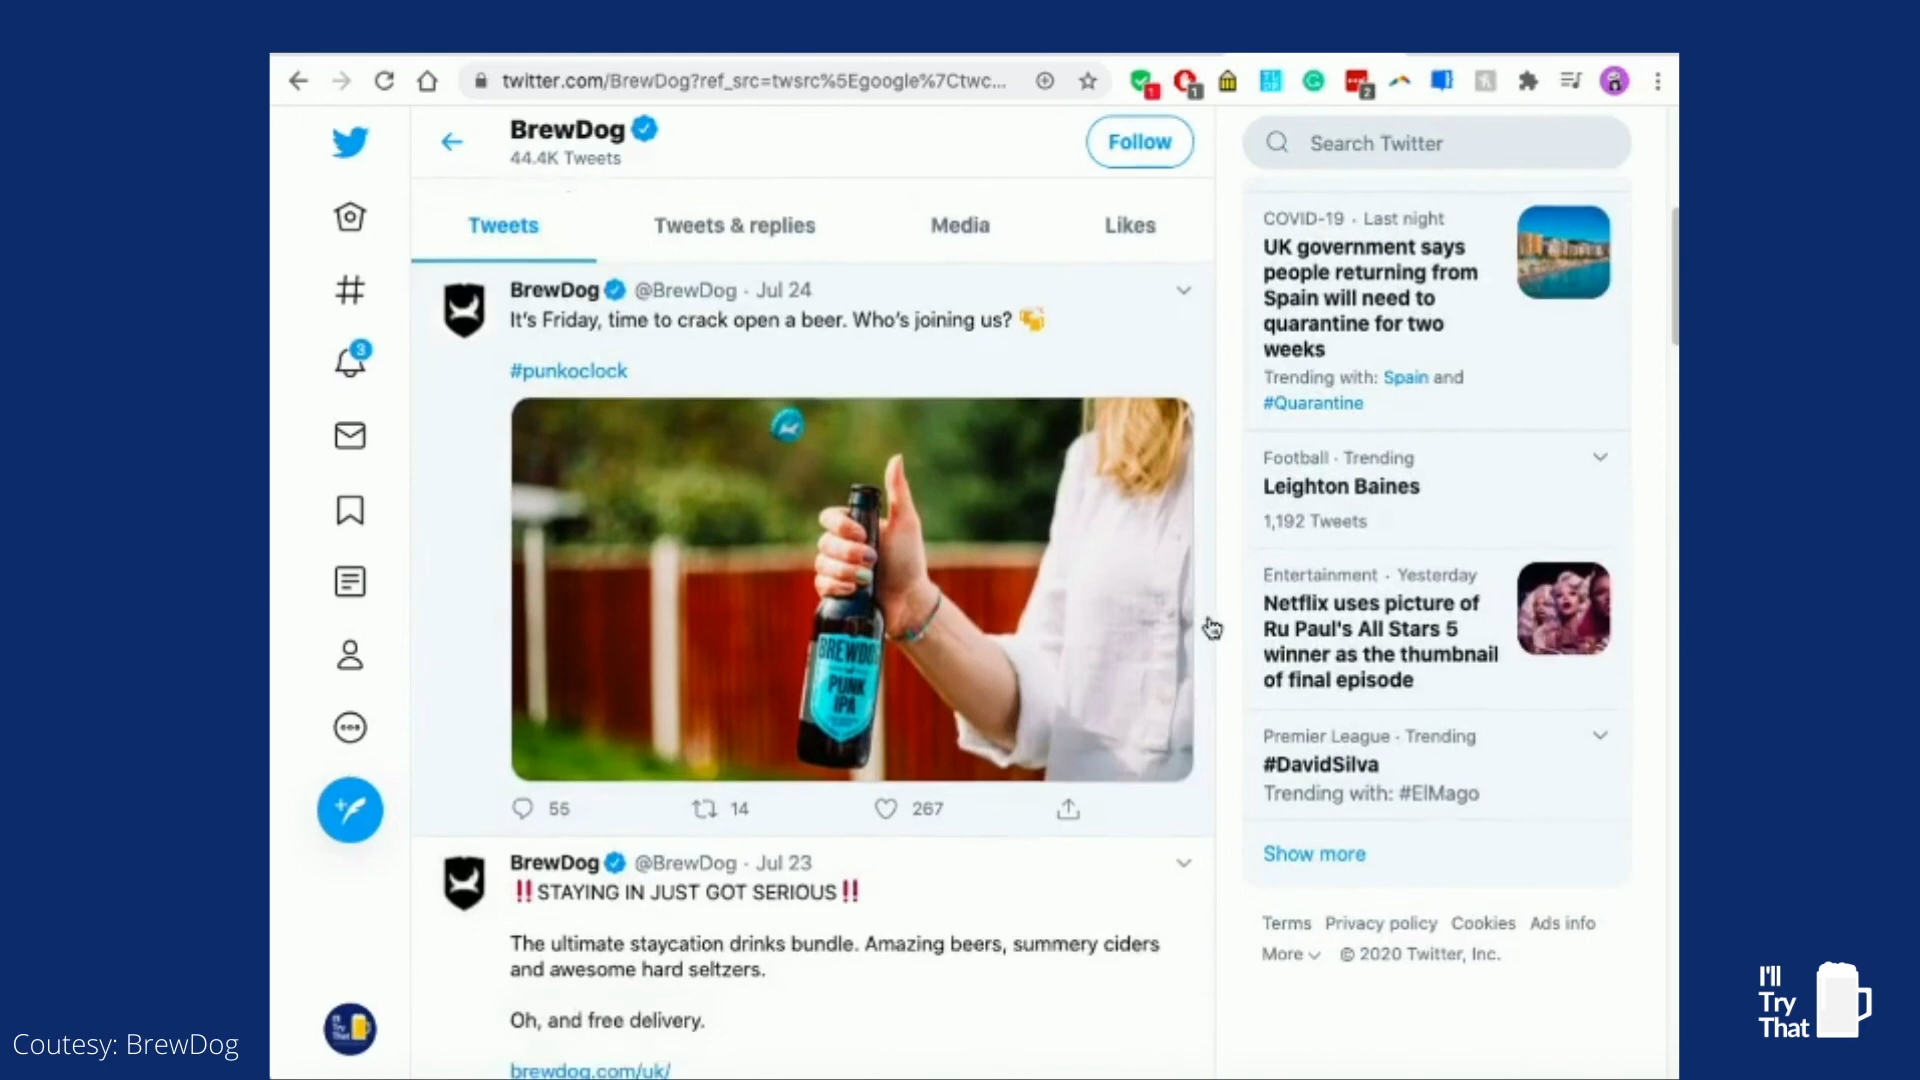 twitter.com/BrewDog?ref_src=twsrc%5Egoogle%7Ctwc...
1
1
2
BrewDog
44.4K Tweets
Follow
Search Twitter
Tweets
Tweets & replies
Media
Likes
3
BrewDog @BrewDog · Jul 24
It's Friday, time to crack open a beer. Who's joining us?
#punkoclock
BREWDOG
PUNK
IPA
55
14
267
BrewDog @BrewDog · Jul 23
‼STAYING IN JUST GOT SERIOUS‼
The ultimate staycation drinks bundle. Amazing beers, summery ciders
and awesome hard seltzers.
Oh, and free delivery.
brewdog.com/uk/
COVID-19 · Last night
UK government says
people returning from
Spain will need to
quarantine for two
weeks
Trending with: Spain and
#Quarantine
Football · Trending
Leighton Baines
1,192 Tweets
Entertainment · Yesterday
Netflix uses picture of
Ru Paul's All Stars 5
winner as the thumbnail
of final episode
Premier League · Trending
#DavidSilva
Trending with: #ElMago
Show more
Terms Privacy policy Cookies Ads info
More © 2020 Twitter, Inc.
I'll
Try
That
I'll
Try
That
Coutesy: BrewDog